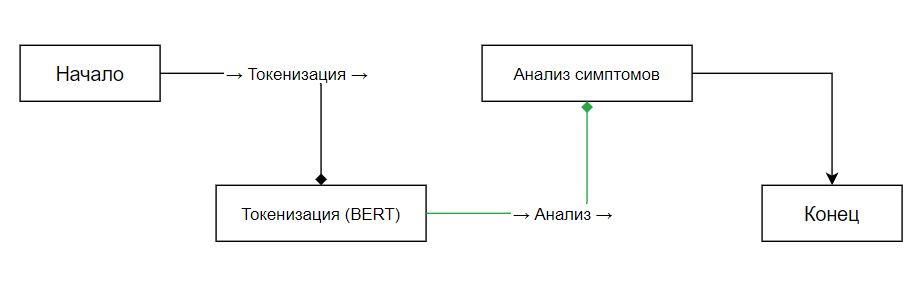 Начало
→ Токенизация →
Анализ симптомов
Токенизация (BERT)
→ Анализ →
Конец